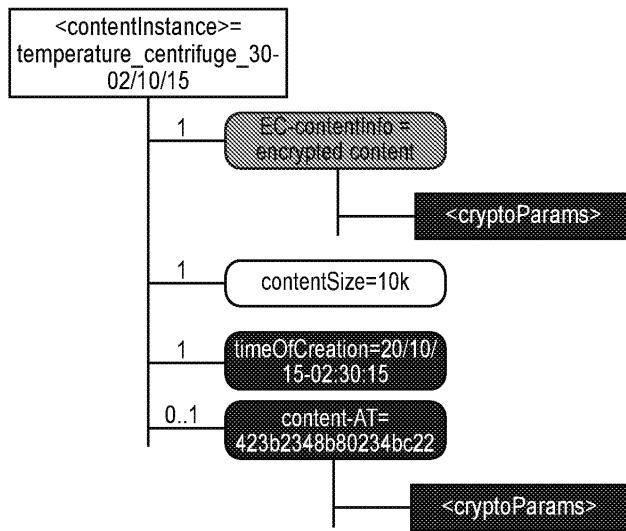 <contentInstance>=
temperature_centrifuge_30-
02/10/15
1
EC-contentInfo =
encrypted content
<cryptoParams>
1
contentSize=10k
1
timeOfCreation=20/10/
15-02:30:15
0..1
content-AT=
423b2348b80234bc22
<cryptoParams>